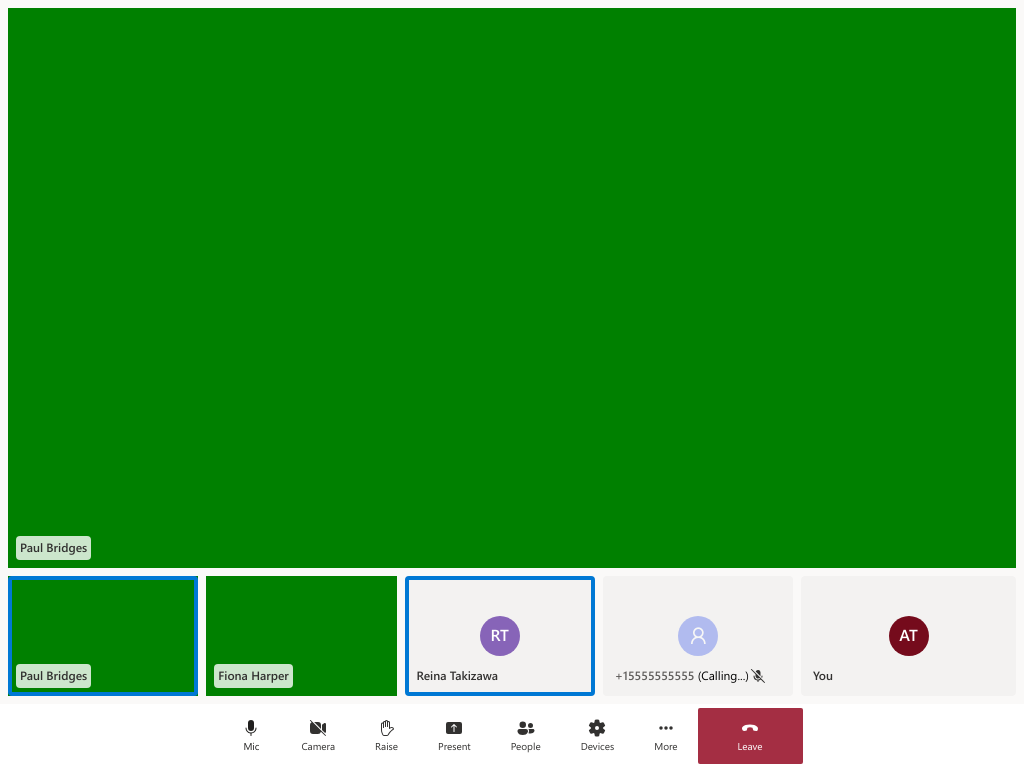 Paul Bridges
Paul Bridges
Fiona Harper
RT
Reina Takizawa
+15555555555 (Calling...)
AT
You
Mic
Camera
Raise
Present
People
Devices
More
Leave